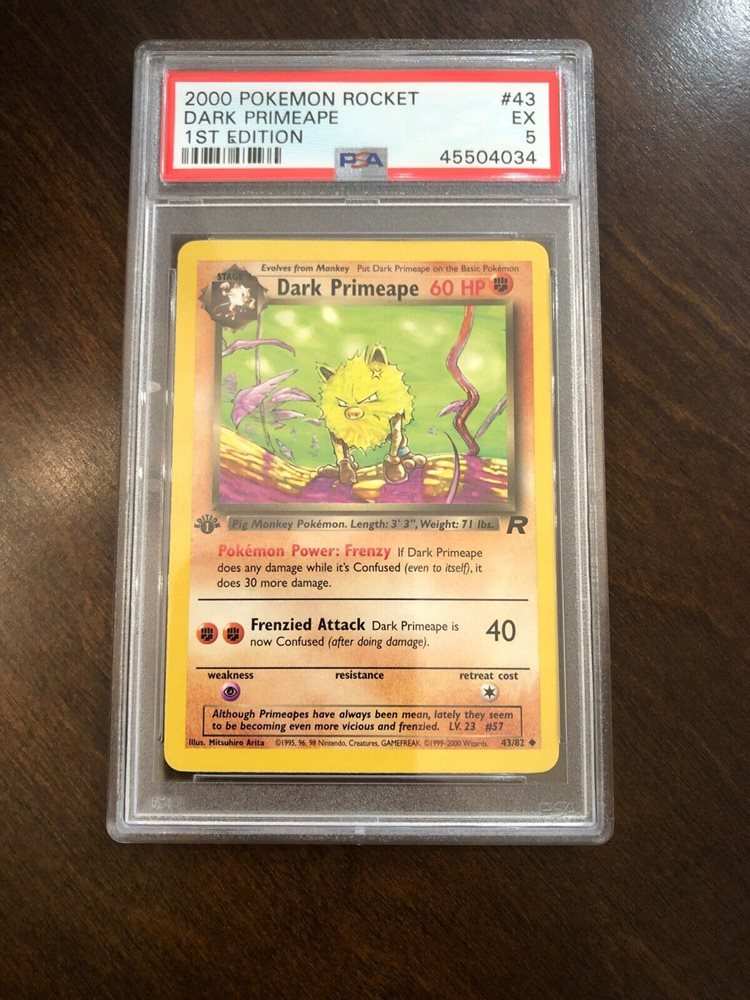 2000 POKEMON ROCKET #43
DARK PRIMEAPE EX
1ST EDITION 5
PSA 45504034
STAGE 1 Evolves from Mankey Put Dark Primeape on the Basic Pokémon
Dark Primeape 60 HP
EDITION 1 Pig Monkey Pokémon. Length: 3' 3", Weight: 71 lbs. R
Pokémon Power: Frenzy If Dark Primeape
does any damage while it's Confused (even to itself), it
does 30 more damage.
Frenzied Attack Dark Primeape is
now Confused (after doing damage). 40
weakness resistance retreat cost
Although Primeapes have always been mean, lately they seem
to be becoming even more vicious and frenzied. LV. 23 #57
Illus. Mitsuhiro Arita ©1995, 96, 98 Nintendo, Creatures, GAMEFREAK. ©1999-2000 Wizards. 43/82
PSA